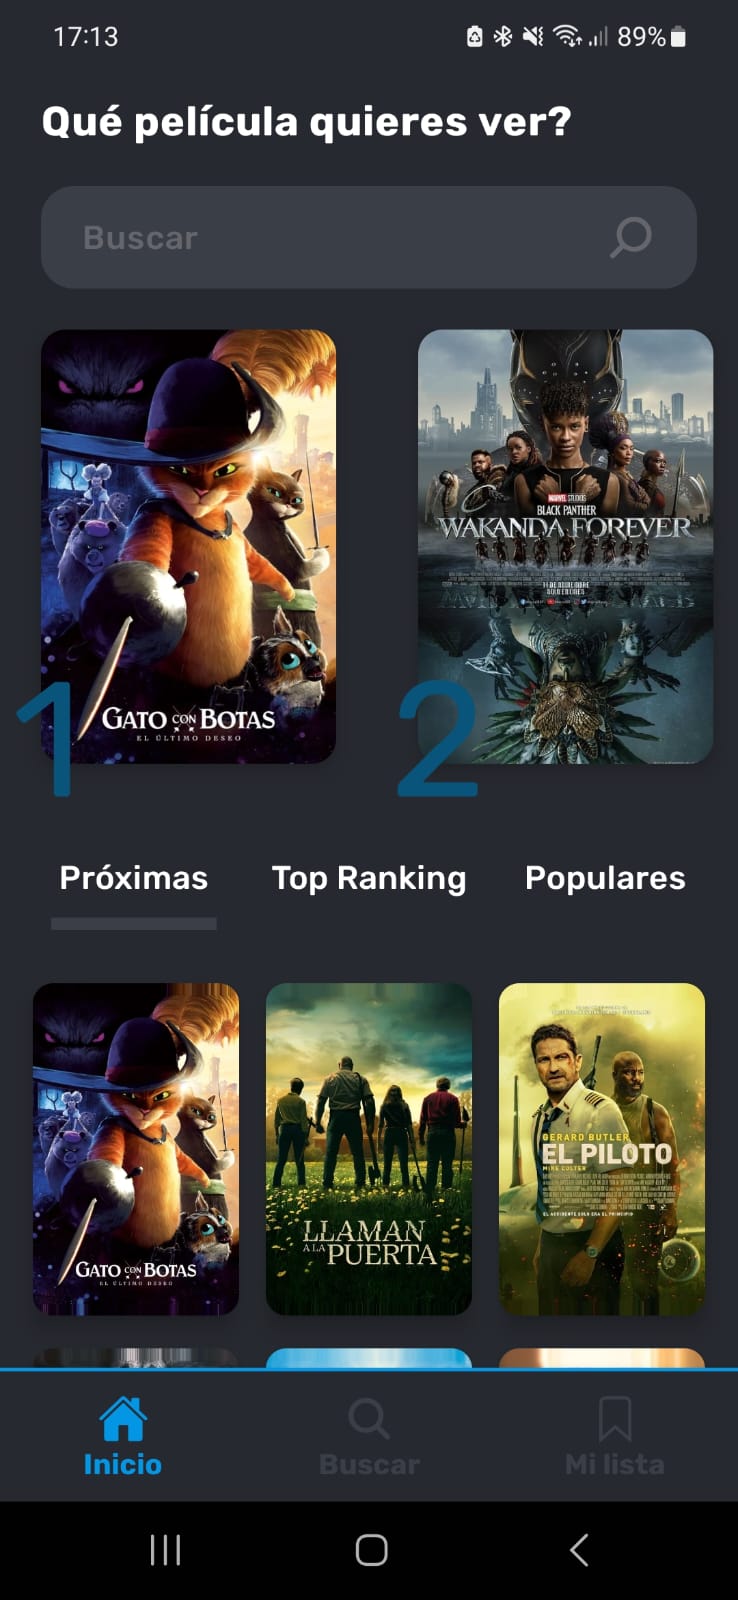 17:13
89%
Qué película quieres ver?
Buscar
MARVEL STUDIOS
BLACK PANTHER
WAKANDA FOREVER
11 DE NOVIEMBRE
SOLO EN CINES
GATO CON BOTAS
EL ÚLTIMO DESEO
1
2
Próximas
Top Ranking
Populares
GATO CON BOTAS
EL ÚLTIMO DESEO
LLAMAN
A LA PUERTA
GERARD BUTLER
EL PILOTO
MIKE COLTER
EL ACCIDENTE SOLO ERA EL PRINCIPIO
Inicio
Buscar
Mi lista